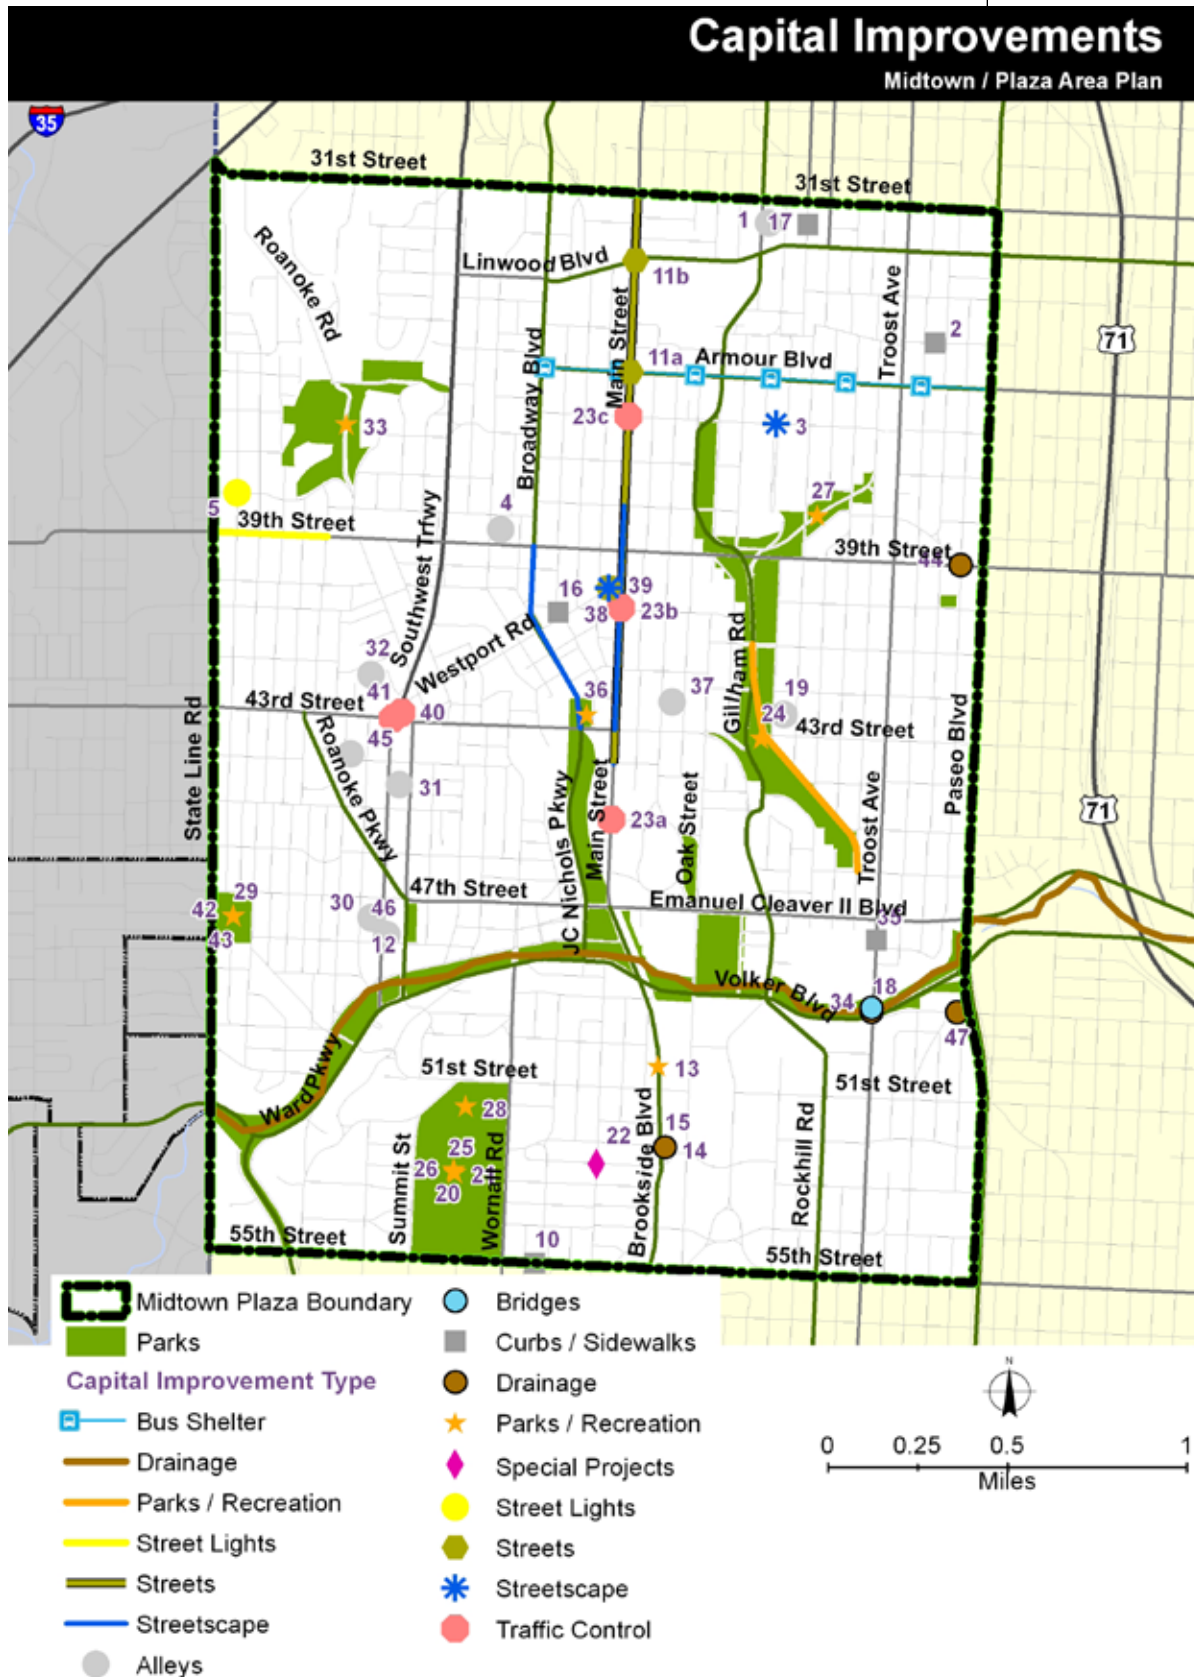 Capital Improvements
Midtown / Plaza Area Plan
35
31st Street
31st Street
1
17
Roanoke Rd
Linwood Blvd
11b
Troost Ave
2
71
Main Street
Broadway Blvd
11a
Armour Blvd
23c
3
33
27
5
4
39th Street
39th Street
44
Southwest Trfwy
16
39
38
23b
Westport Rd
Gillham Rd
32
41
43rd Street
40
36
37
19
24
43rd Street
45
Roanoke Pkwy
31
State Line Rd
JC Nichols Pkwy
Main Street
23a
Oak Street
Troost Ave
Paseo Blvd
71
47th Street
Emanuel Cleaver II Blvd
29
42
43
30
46
12
35
Volker Blvd
34
18
47
Ward Pkwy
51st Street
13
51st Street
28
25
26
21
20
Summit St
Wornall Rd
22
15
14
Brookside Blvd
Rockhill Rd
55th Street
10
55th Street
Midtown Plaza Boundary
Parks
Capital Improvement Type
Bus Shelter
Drainage
Parks / Recreation
Street Lights
Streets
Streetscape
Alleys
Bridges
Curbs / Sidewalks
Drainage
Parks / Recreation
Special Projects
Street Lights
Streets
Streetscape
Traffic Control
N
0 0.25 0.5 1
Miles